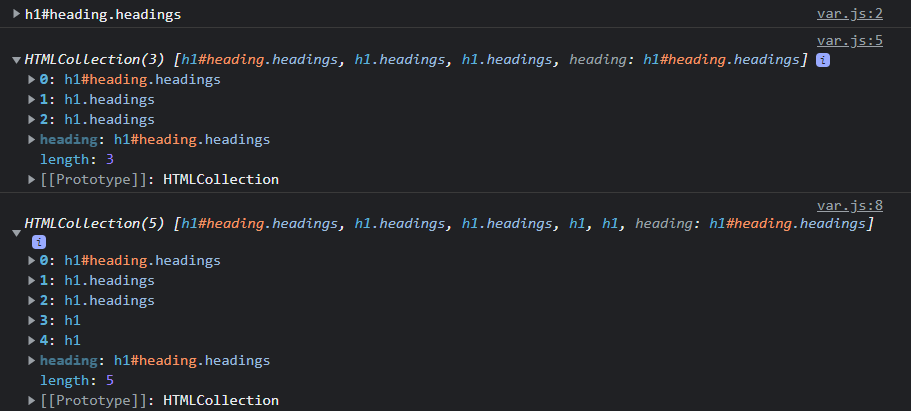 h1#heading.headings var.js:2
var.js:5
HTMLCollection(3) [h1#heading.headings, h1.headings, h1.headings, heading: h1#heading.headings] i
0: h1#heading.headings
1: h1.headings
2: h1.headings
heading: h1#heading.headings
length: 3
[[Prototype]]: HTMLCollection
var.js:8
HTMLCollection(5) [h1#heading.headings, h1.headings, h1.headings, h1, h1, heading: h1#heading.headings]
i
0: h1#heading.headings
1: h1.headings
2: h1.headings
3: h1
4: h1
heading: h1#heading.headings
length: 5
[[Prototype]]: HTMLCollection